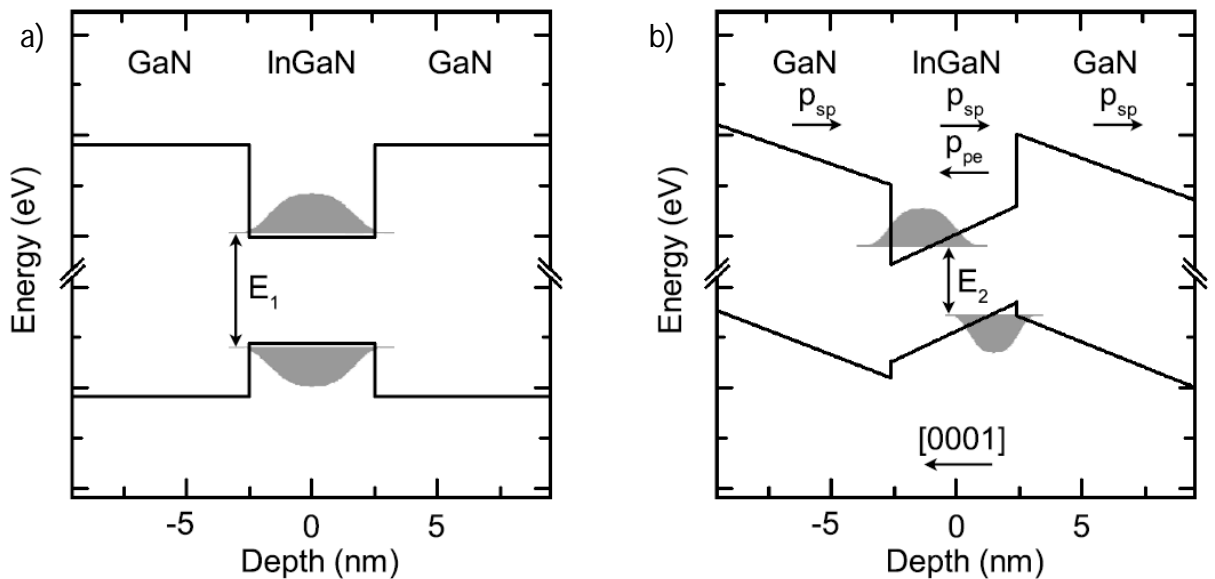 a)
GaN InGaN GaN
E1
Energy (eV)
-5 0 5
Depth (nm)
b)
GaN InGaN GaN
psp psp psp
ppe
E2
[0001]
Energy (eV)
-5 0 5
Depth (nm)